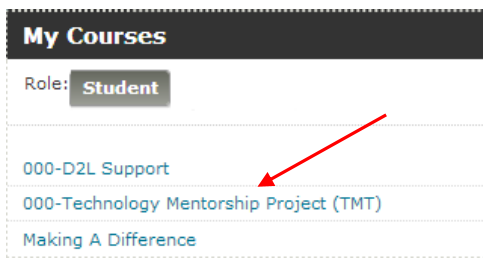 My Courses
Role: Student
000-D2L Support
000-Technology Mentorship Project (TMT)
Making A Difference